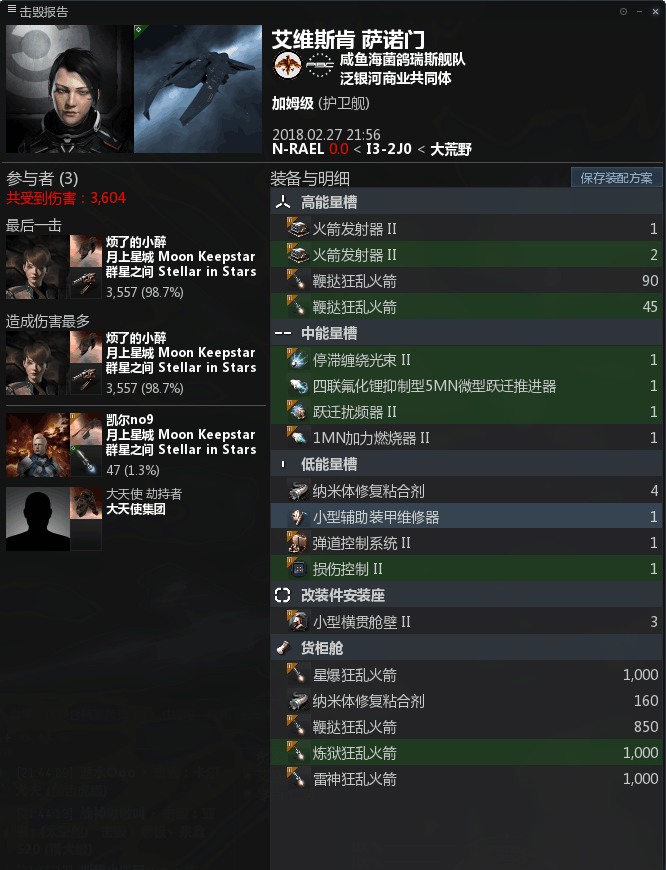 击毁报告
艾维斯肯 萨诺门
咸鱼海菌鸽瑞斯舰队
泛银河商业共同体
加姆级 (护卫舰)
2018.02.27 21:56
N-RAEL 0.0 < I3-2J0 < 大荒野
参与者 (3)
共受到伤害：3,604
最后一击
烦了的小醉
月上星城 Moon Keepstar
群星之间 Stellar in Stars
3,557 (98.7%)
造成伤害最多
烦了的小醉
月上星城 Moon Keepstar
群星之间 Stellar in Stars
3,557 (98.7%)
凯尔no9
月上星城 Moon Keepstar
群星之间 Stellar in Stars
47 (1.3%)
大天使 劫持者
大天使集团
装备与明细
保存装配方案
高能量槽
火箭发射器 II 1
火箭发射器 II 2
鞭挞狂乱火箭 90
鞭挞狂乱火箭 45
中能量槽
停滞缠绕光束 II 1
四联氟化锂抑制型5MN微型跃迁推进器 1
跃迁扰频器 II 1
1MN加力燃烧器 II 1
低能量槽
纳米体修复粘合剂 4
小型辅助装甲维修器 1
弹道控制系统 II 1
损伤控制 II 1
改装件安装座
小型横贯舱壁 II 3
货柜舱
星爆狂乱火箭 1,000
纳米体修复粘合剂 160
鞭挞狂乱火箭 850
炼狱狂乱火箭 1,000
雷神狂乱火箭 1,000